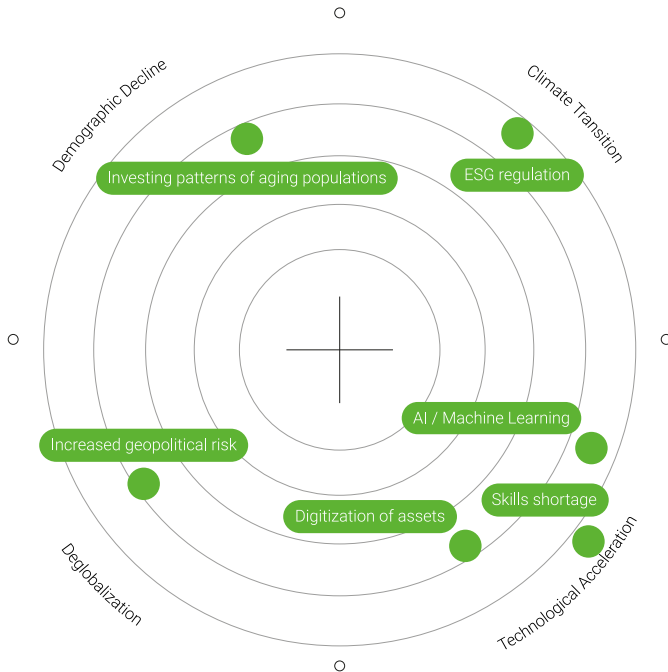 Demographic Decline
Climate Transition
Investing patterns of aging populations
ESG regulation
AI / Machine Learning
Increased geopolitical risk
Skills shortage
Digitization of assets
Deglobalization
Technological Acceleration